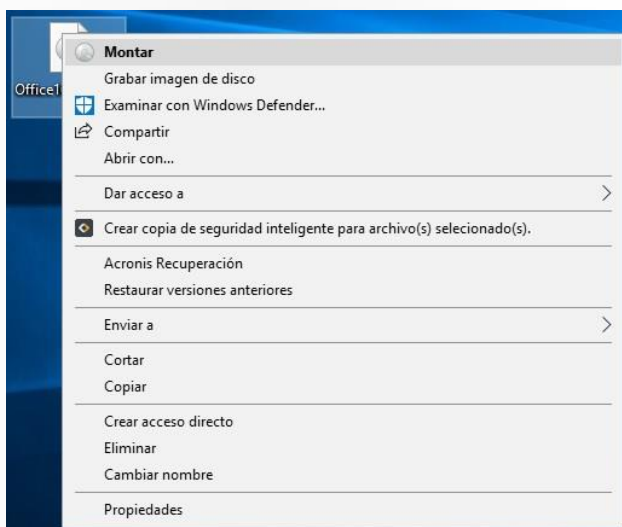 Montar
Grabar imagen de disco
Office1
Examinar con Windows Defender...
Compartir
Abrir con...
Dar acceso a
Crear copia de seguridad inteligente para archivo(s) seleccionado(s).
Acronis Recuperación
Restaurar versiones anteriores
Enviar a
Cortar
Copiar
Crear acceso directo
Eliminar
Cambiar nombre
Propiedades